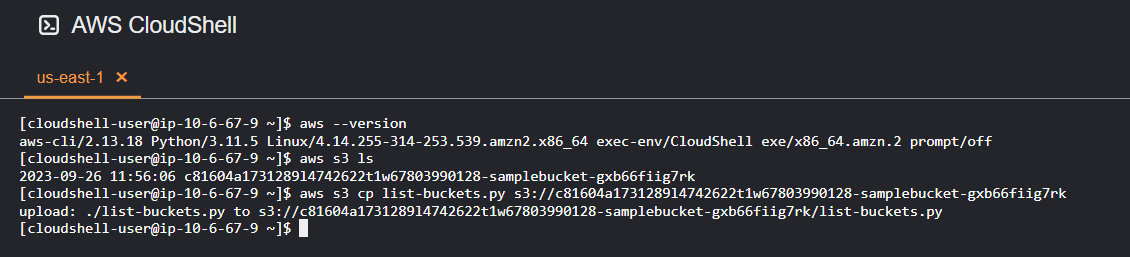 AWS CloudShell
us-east-1 ×
[cloudshell-user@ip-10-6-67-9 ~]$ aws --version
aws-cli/2.13.18 Python/3.11.5 Linux/4.14.255-314-253.539.amzn2.x86_64 exec-env/CloudShell exe/x86_64.amzn.2 prompt/off
[cloudshell-user@ip-10-6-67-9 ~]$ aws s3 ls
2023-09-26 11:56:06 c81604a1731289l4742622t1w67803990128-samplebucket-gxb66fiig7rk
[cloudshell-user@ip-10-6-67-9 ~]$ aws s3 cp list-buckets.py s3://c81604a1731289l4742622t1w67803990128-samplebucket-gxb66fiig7rk
upload: ./list-buckets.py to s3://c81604a1731289l4742622t1w67803990128-samplebucket-gxb66fiig7rk/list-buckets.py
[cloudshell-user@ip-10-6-67-9 ~]$